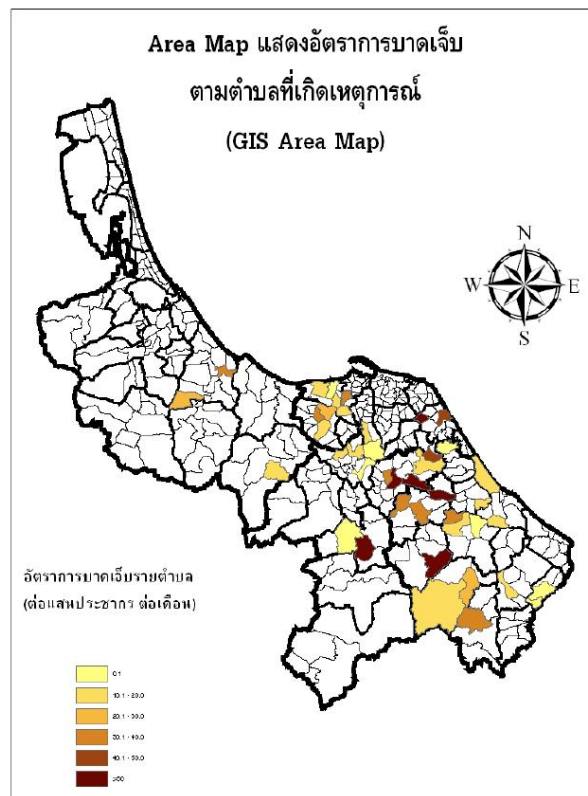 Area Map แสดงอัตราการบาดเจ็บ
ตามตำบลที่เกิดเหตุการณ์
(GIS Area Map)
N
W E
S
อัตราการบาดเจ็บรายตำบล
(ต่อแสนประชากร ต่อเดือน)
10.1 - 20.0
20.1 - 30.0
30.1 - 40.0
40.1 - 50.0
>50